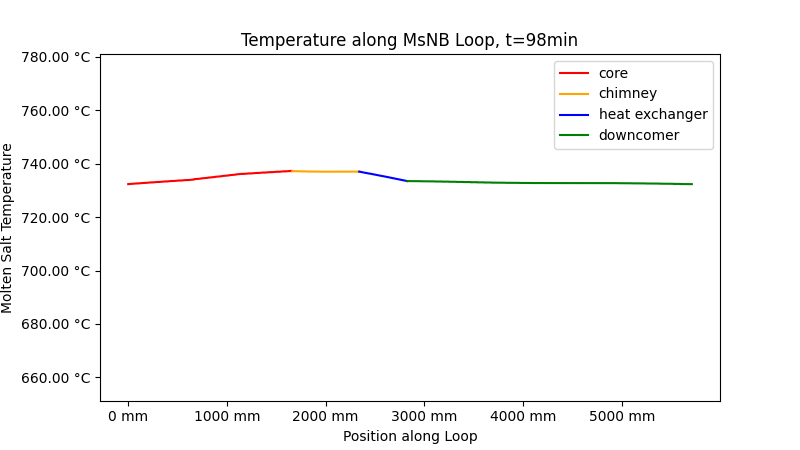 Temperature along MsNB Loop, t=98min
780.00 °C
760.00 °C
740.00 °C
720.00 °C
700.00 °C
680.00 °C
660.00 °C
Molten Salt Temperature
core
chimney
heat exchanger
downcomer
0 mm
1000 mm
2000 mm
3000 mm
4000 mm
5000 mm
Position along Loop